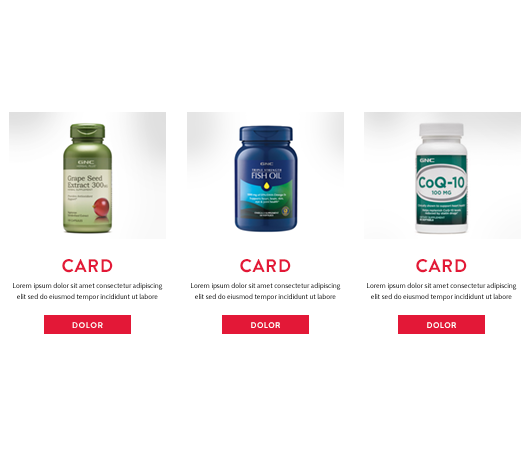 GNC
Grape Seed
Extract 300
GNC
TRIPLE STRENGTH
FISH OIL
GNC
CoQ-10
100 MG
CARD
Lorem ipsum dolor sit amet consectetur adipiscing
elit sed do eiusmod tempor incididunt ut labore
DOLOR
CARD
Lorem ipsum dolor sit amet consectetur adipiscing
elit sed do eiusmod tempor incididunt ut labore
DOLOR
CARD
Lorem ipsum dolor sit amet consectetur adipiscing
elit sed do eiusmod tempor incididunt ut labore
DOLOR